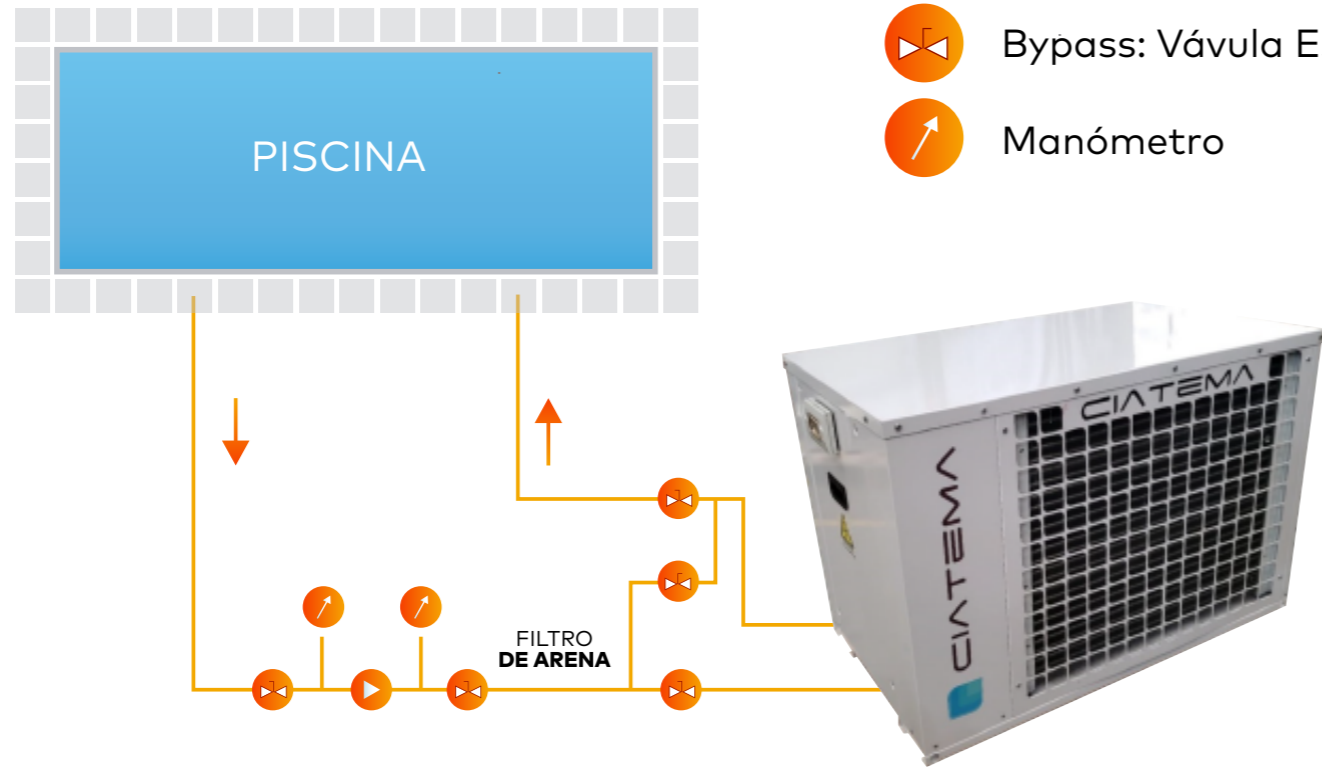 Bypass: Vávula E
Manómetro
PISCINA
FILTRO
DE ARENA
CIATEMA
CIATEMA